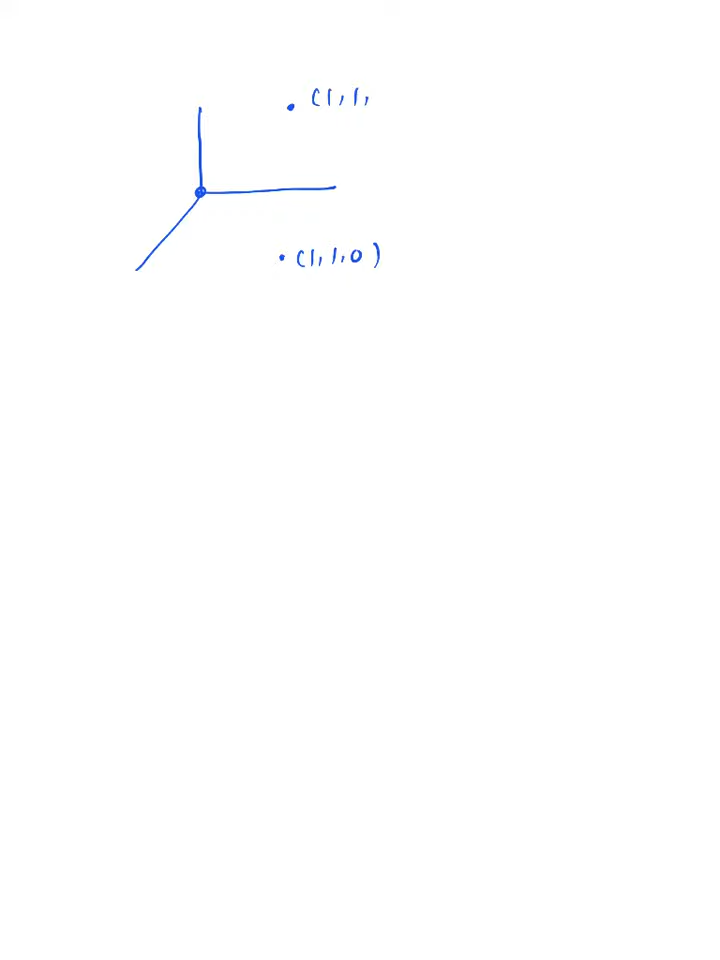 (1, 1,
(1, 1, 0)